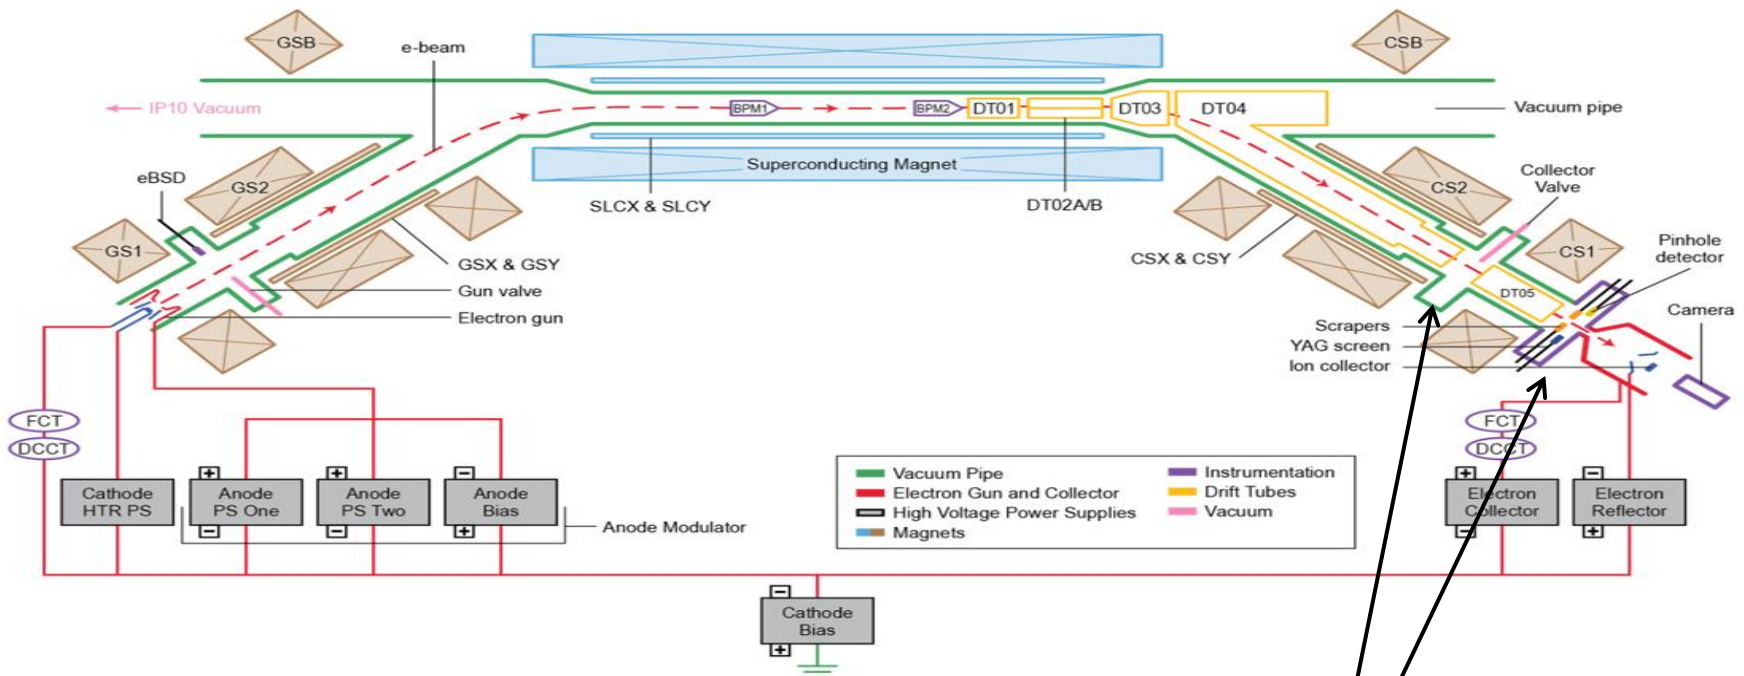 GSB
e-beam
CSB
IP10 Vacuum
BPM1
BPM2
DT01
DT03
DT04
Vacuum pipe
Superconducting Magnet
eBSD
GS2
SLCX & SLCY
DT02A/B
CS2
Collector
Valve
GS1
GSX & GSY
CSX & CSY
CS1
Pinhole
detector
Gun valve
DT05
Electron gun
Scrapers
Camera
YAG screen
Ion collector
FCT
DCCT
FCT
DCCT
+
+
-
+
-
Cathode
HTR PS
Anode
PS One
Anode
PS Two
Anode
Bias
Electron
Collector
Electron
Reflector
-
-
+
-
+
Anode Modulator
Vacuum Pipe
Electron Gun and Collector
High Voltage Power Supplies
Magnets
Instrumentation
Drift Tubes
Vacuum
-
Cathode
Bias
+